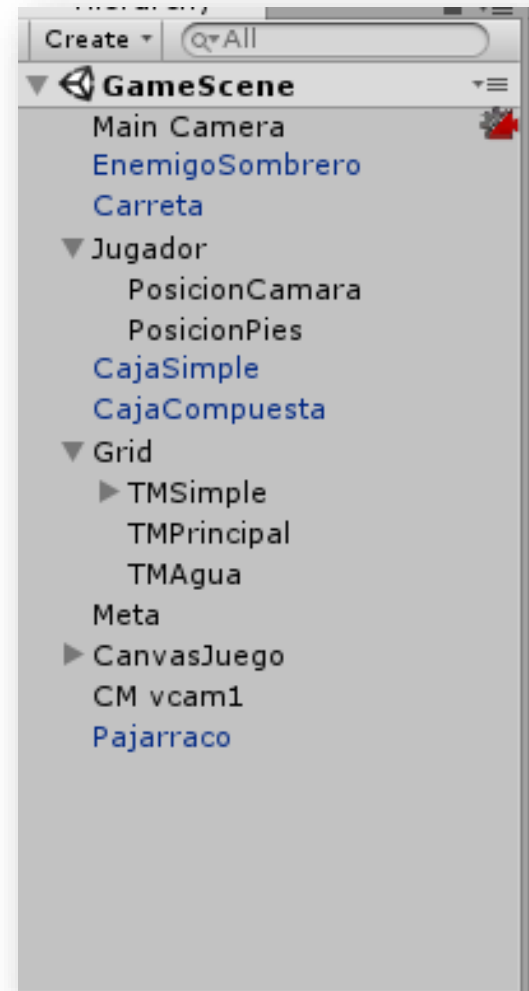 Create All
GameScene
Main Camera
EnemigoSombrero
Carreta
Jugador
PosicionCamara
PosicionPies
CajaSimple
CajaCompuesta
Grid
TMSimple
TMPrincipal
TMAgua
Meta
CanvasJuego
CM vcam1
Pajarraco